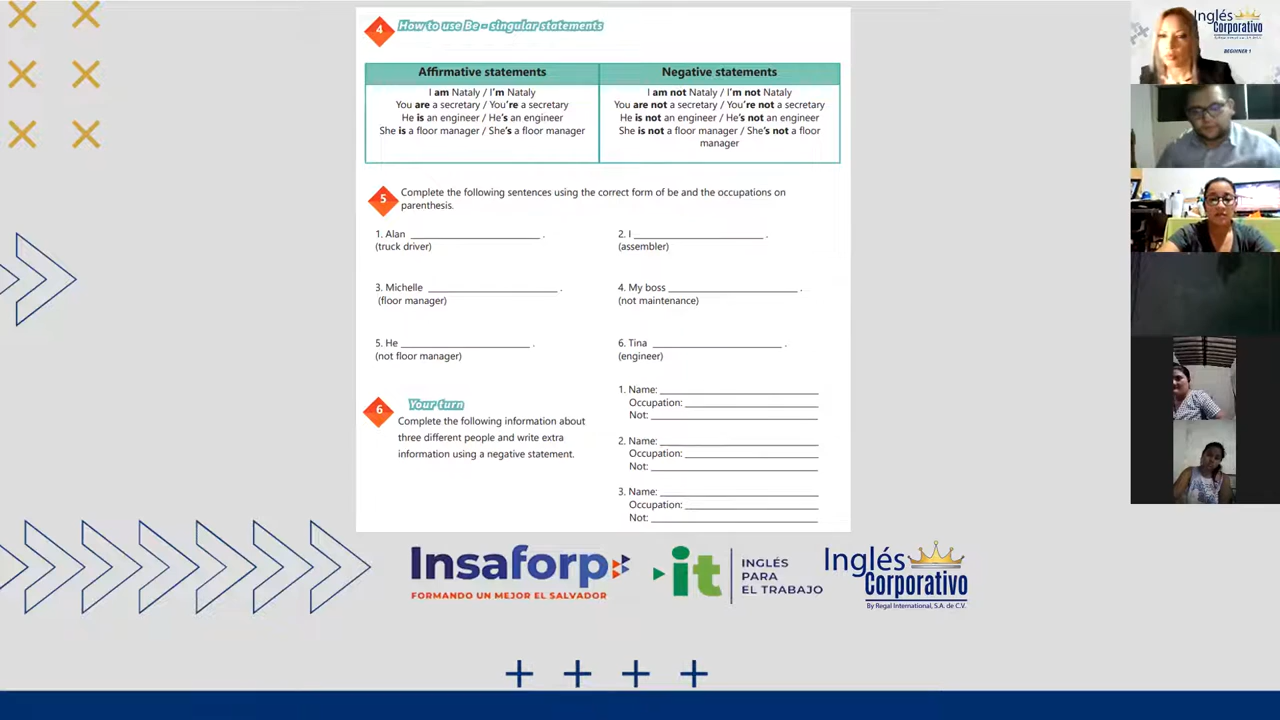 4 How to use Be - singular statements
Affirmative statements
I am Nataly / I'm Nataly
You are a secretary / You're a secretary
He is an engineer / He's an engineer
She is a floor manager / She's a floor manager
Negative statements
I am not Nataly / I'm not Nataly
You are not a secretary / You're not a secretary
He is not an engineer / He's not an engineer
She is not a floor manager / She's not a floor
manager
5 Complete the following sentences using the correct form of be and the occupations on
parenthesis.
1. Alan ________________________ .
(truck driver)
2. I ________________________ .
(assembler)
3. Michelle ________________________ .
(floor manager)
4. My boss ________________________ .
(not maintenance)
5. He ________________________ .
(not floor manager)
6. Tina ________________________ .
(engineer)
6 Your turn
Complete the following information about
three different people and write extra
information using a negative statement.
1. Name: ________________________
Occupation: ________________________
Not: ________________________
2. Name: ________________________
Occupation: ________________________
Not: ________________________
3. Name: ________________________
Occupation: ________________________
Not: ________________________
Insaforp
FORMANDO UN MEJOR EL SALVADOR
it
INGLÉS
PARA
EL TRABAJO
Inglés
Corporativo
By Regal International, S.A. de C.V.
Inglés
Corporativo
BEGINNER 1